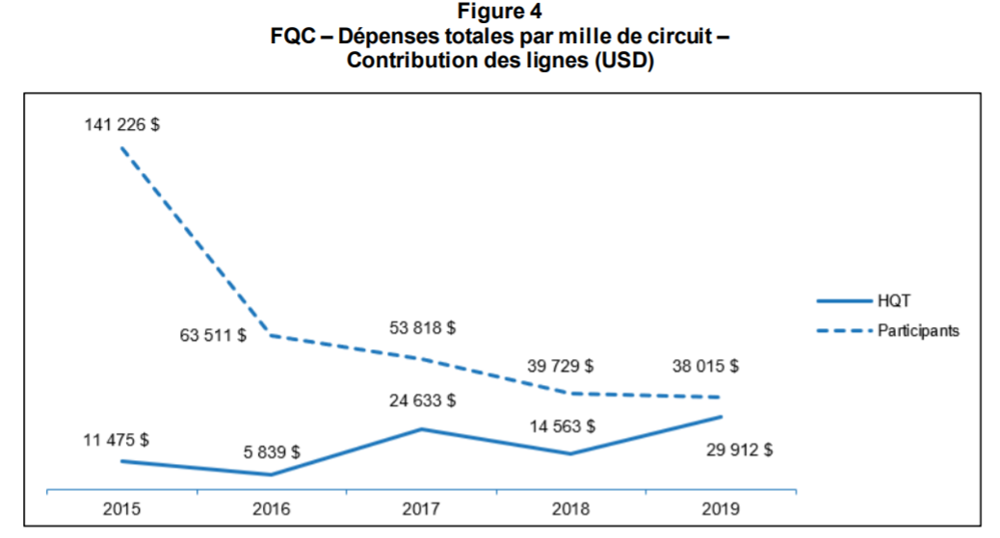 Figure 4
FQC – Dépenses totales par mille de circuit –
Contribution des lignes (USD)
141 226 $
63 511 $
53 818 $
39 729 $
38 015 $
11 475 $
5 839 $
24 633 $
14 563 $
29 912 $
HQT
Participants
2015 2016 2017 2018 2019